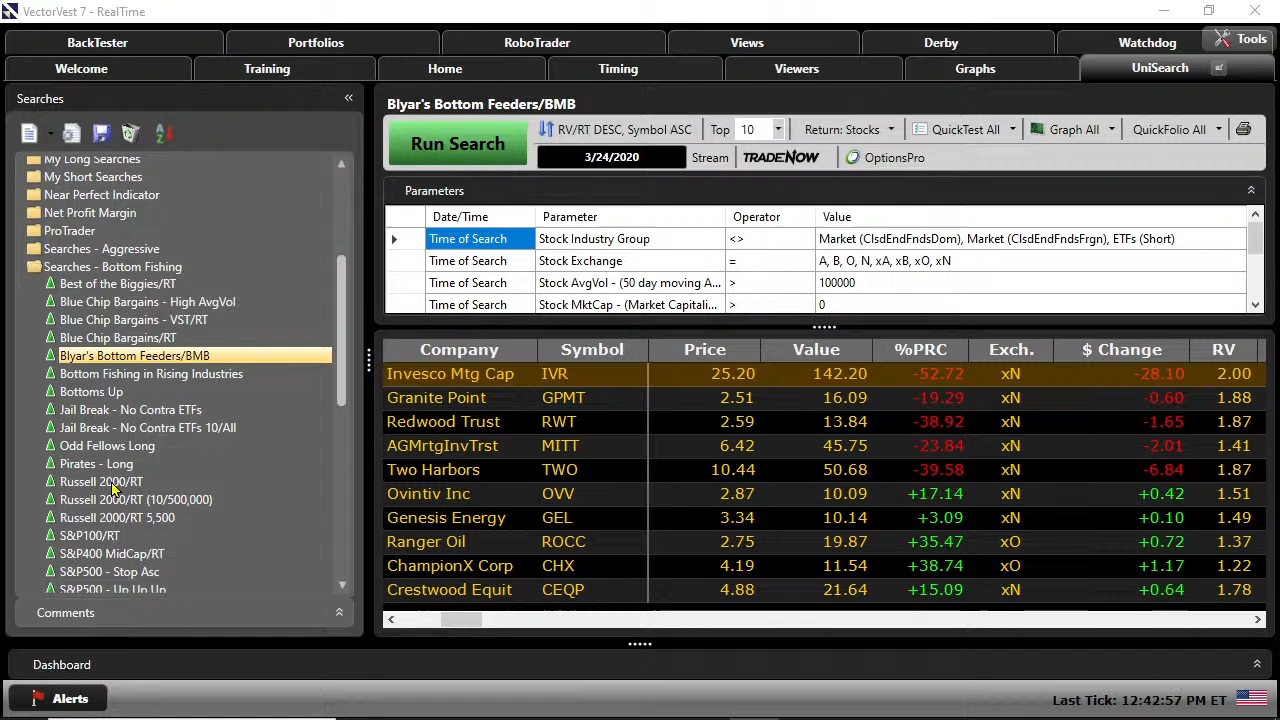 VectorVest 7 - RealTime
BackTester Portfolios RoboTrader Views Derby Watchdog Tools
Welcome Training Home Timing Viewers Graphs UniSearch
Searches
My Long Searches
My Short Searches
Near Perfect Indicator
Net Profit Margin
ProTrader
Searches - Aggressive
Searches - Bottom Fishing
Best of the Biggies/RT
Blue Chip Bargains - High AvgVol
Blue Chip Bargains - VST/RT
Blue Chip Bargains/RT
Blyar's Bottom Feeders/BMB
Bottom Fishing in Rising Industries
Bottoms Up
Jail Break - No Contra ETFs
Jail Break - No Contra ETFs 10/All
Odd Fellows Long
Pirates - Long
Russell 2000/RT
Russell 2000/RT (10/500,000)
Russell 2000/RT 5,500
S&P100/RT
S&P400 MidCap/RT
S&P500 - Stop Asc
S&P500 - Up Up Up
Comments
Blyar's Bottom Feeders/BMB
Run Search RV/RT DESC, Symbol ASC Top 10 Return: Stocks QuickTest All Graph All QuickFolio All
3/24/2020 Stream TRADENOW OptionsPro
Parameters
Date/Time Parameter Operator Value
Time of Search Stock Industry Group <> Market (ClsdEndFndsDom), Market (ClsdEndFndsFrgn), ETFs (Short)
Time of Search Stock Exchange = A, B, O, N, xA, xB, xO, xN
Time of Search Stock AvgVol - (50 day moving A... > 100000
Time of Search Stock MktCap - (Market Capitali... > 0
Company Symbol Price Value %PRC Exch. $ Change RV
Invesco Mtg Cap IVR 25.20 142.20 -52.72 xN -28.10 2.00
Granite Point GPMT 2.51 16.09 -19.29 xN -0.60 1.88
Redwood Trust RWT 2.59 13.84 -38.92 xN -1.65 1.87
AGMrtgInvTrst MITT 6.42 45.75 -23.84 xN -2.01 1.41
Two Harbors TWO 10.44 50.68 -39.58 xN -6.84 1.87
Ovintiv Inc OVV 2.87 10.09 +17.14 xN +0.42 1.51
Genesis Energy GEL 3.34 10.14 +3.09 xN +0.10 1.49
Ranger Oil ROCC 2.75 19.87 +35.47 xO +0.72 1.37
ChampionX Corp CHX 4.19 11.54 +38.74 xO +1.17 1.22
Crestwood Equit CEQP 4.88 21.64 +15.09 xN +0.64 1.78
Dashboard
Alerts Last Tick: 12:42:57 PM ET